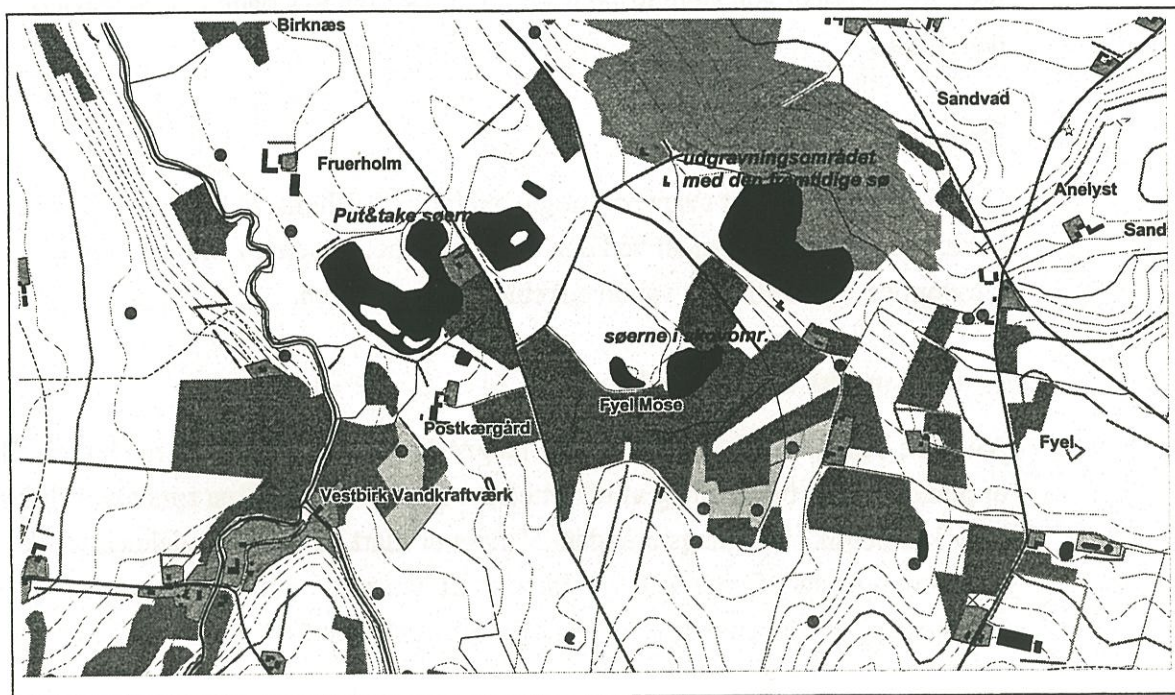 Birknæs
Sandvad
Fruerholm
udgravningsområdet
med den fremtidige sø
Anelyst
Put&take søerne
Sand
søerne i skovomr.
Fyel Mose
Postkærgård
Fyel
Vestbirk Vandkraftværk